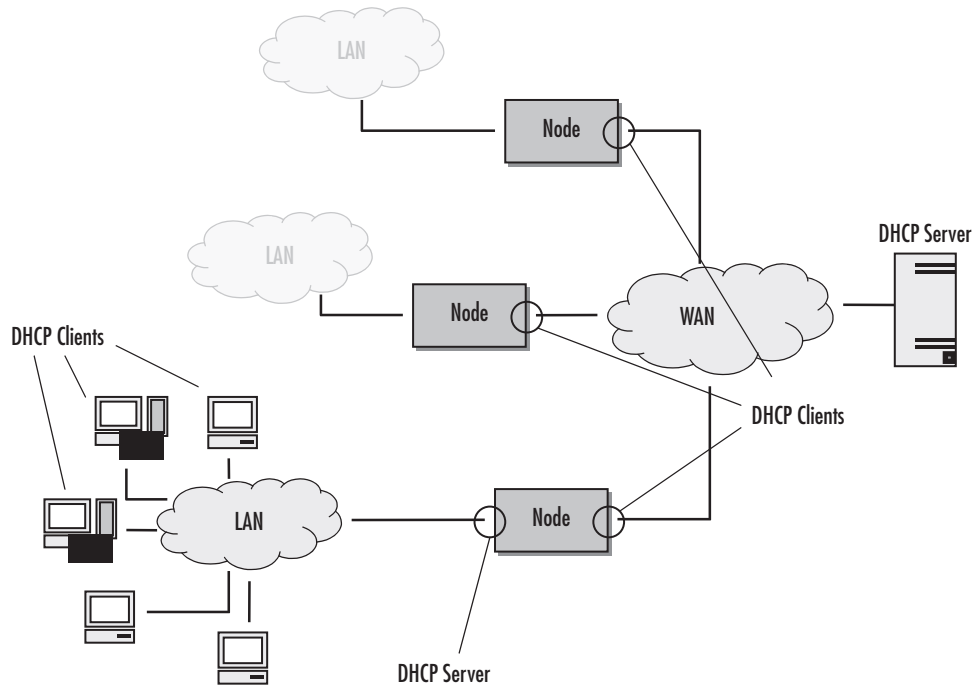 LAN
Node
DHCP Server
LAN
Node
WAN
DHCP Clients
DHCP Clients
LAN
Node
DHCP Server